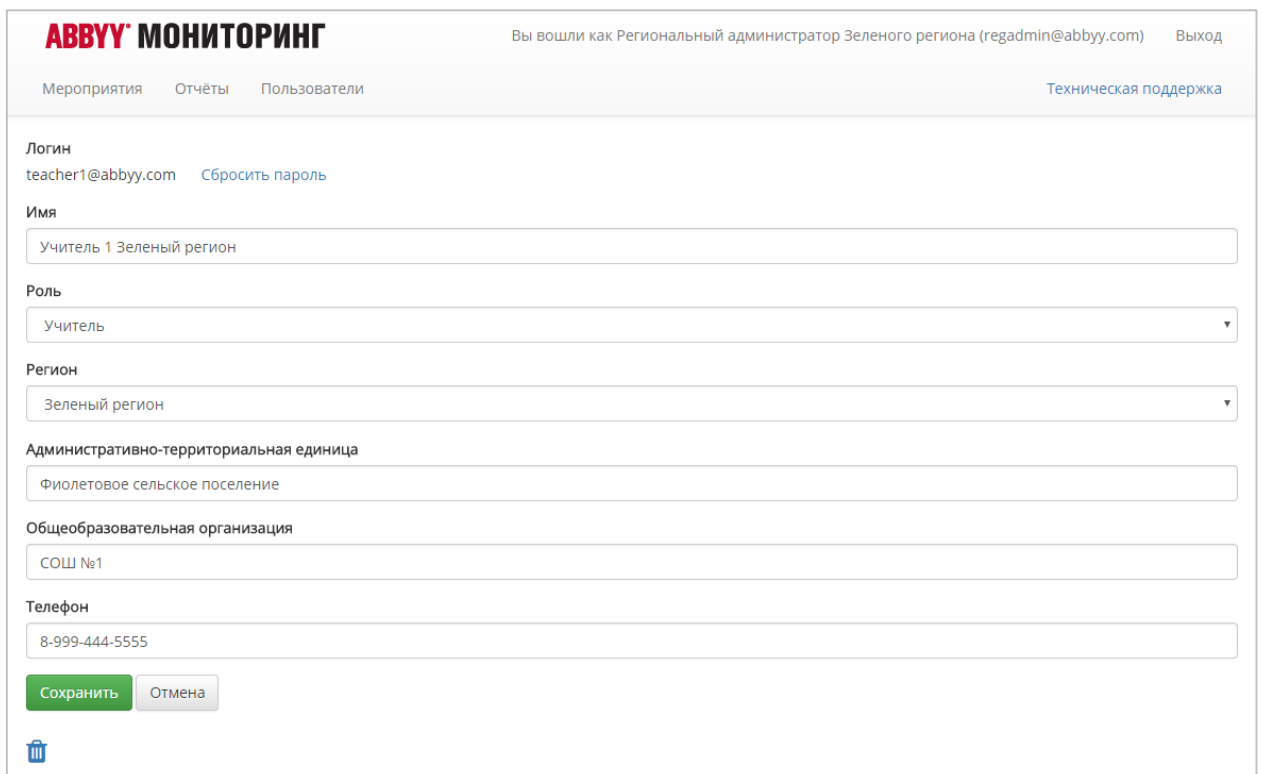 ABBYY® МОНИТОРИНГ
Вы вошли как Региональный администратор Зеленого региона (regadmin@abbyy.com) Выход
Мероприятия Отчёты Пользователи Техническая поддержка
Логин
teacher1@abbyy.com Сбросить пароль
Имя
Учитель 1 Зеленый регион
Роль
Учитель
Регион
Зеленый регион
Административно-территориальная единица
Фиолетовое сельское поселение
Общеобразовательная организация
СОШ №1
Телефон
8-999-444-5555
Сохранить Отмена